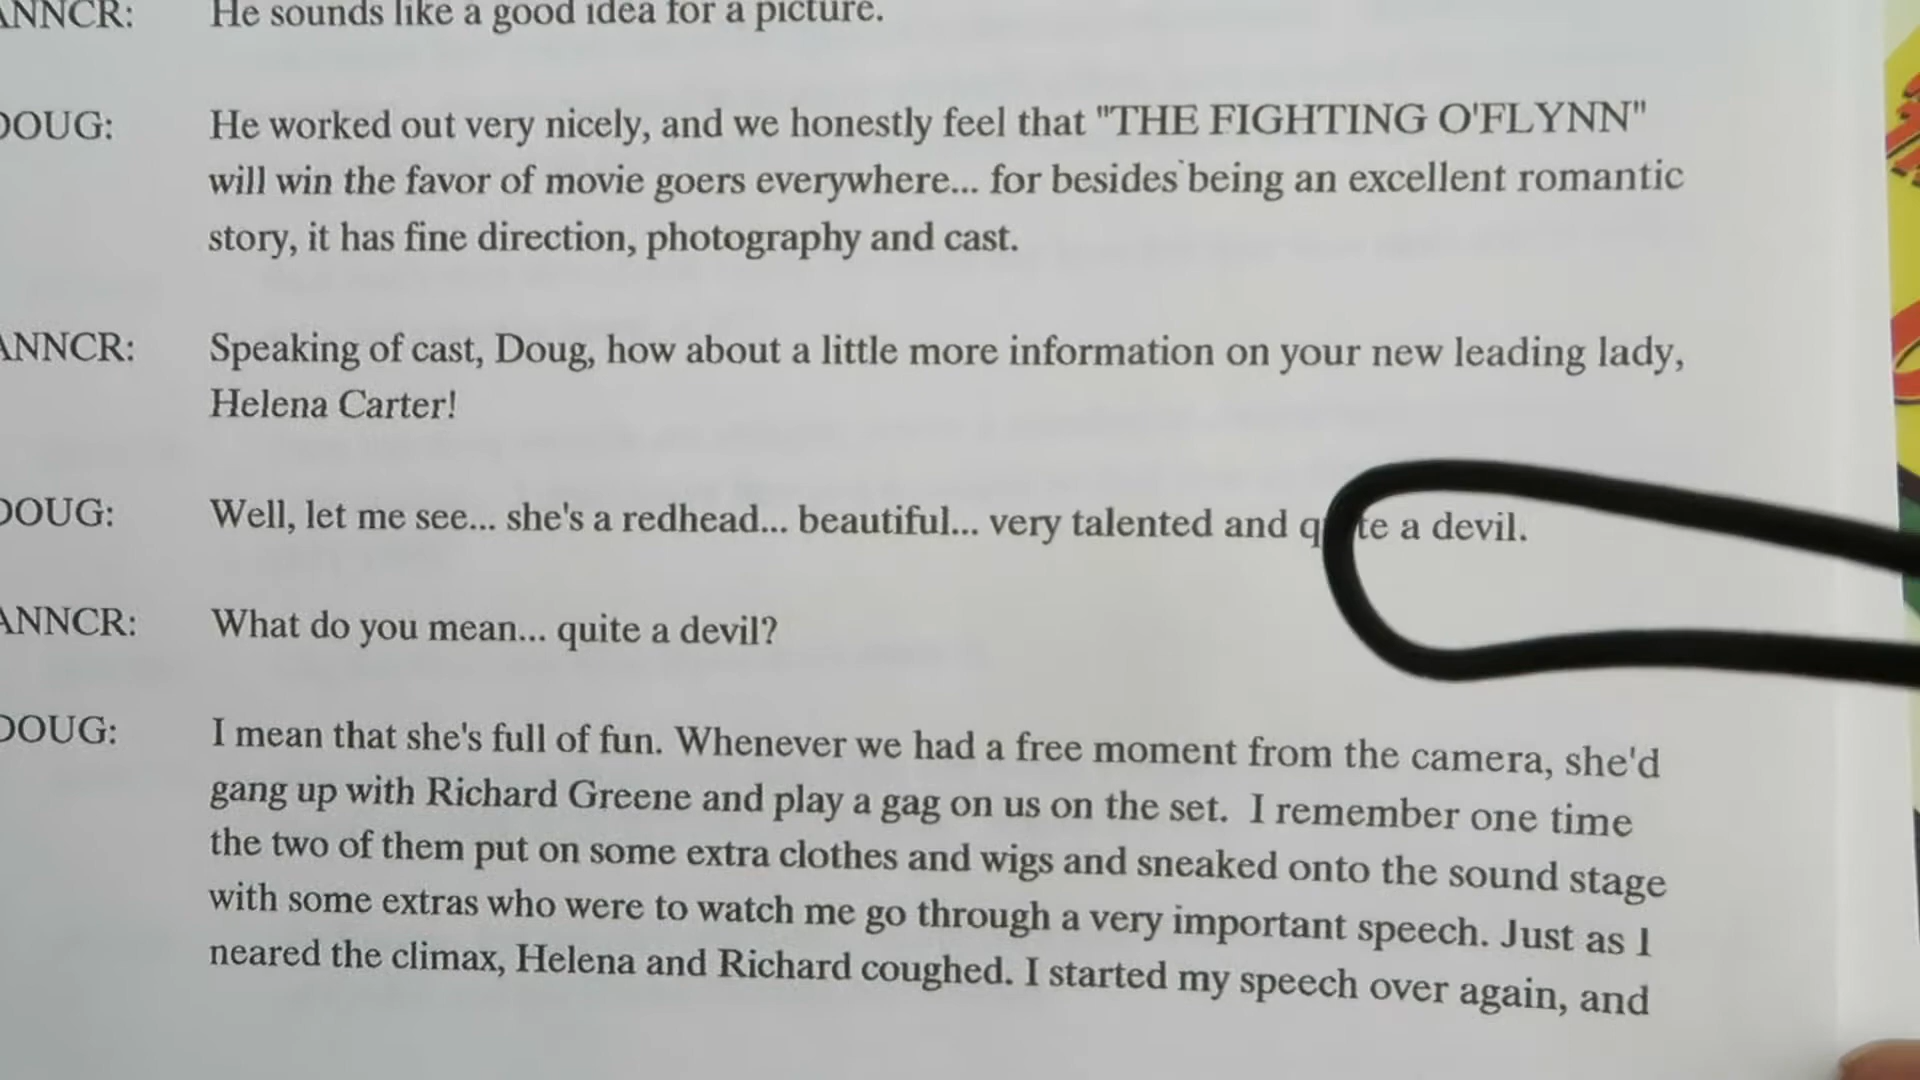 ANNCR: He sounds like a good idea for a picture.
DOUG: He worked out very nicely, and we honestly feel that "THE FIGHTING O'FLYNN"
will win the favor of movie goers everywhere... for besides being an excellent romantic
story, it has fine direction, photography and cast.
ANNCR: Speaking of cast, Doug, how about a little more information on your new leading lady,
Helena Carter!
DOUG: Well, let me see... she's a redhead... beautiful... very talented and quite a devil.
ANNCR: What do you mean... quite a devil?
DOUG: I mean that she's full of fun. Whenever we had a free moment from the camera, she'd
gang up with Richard Greene and play a gag on us on the set. I remember one time
the two of them put on some extra clothes and wigs and sneaked onto the sound stage
with some extras who were to watch me go through a very important speech. Just as I
neared the climax, Helena and Richard coughed. I started my speech over again, and